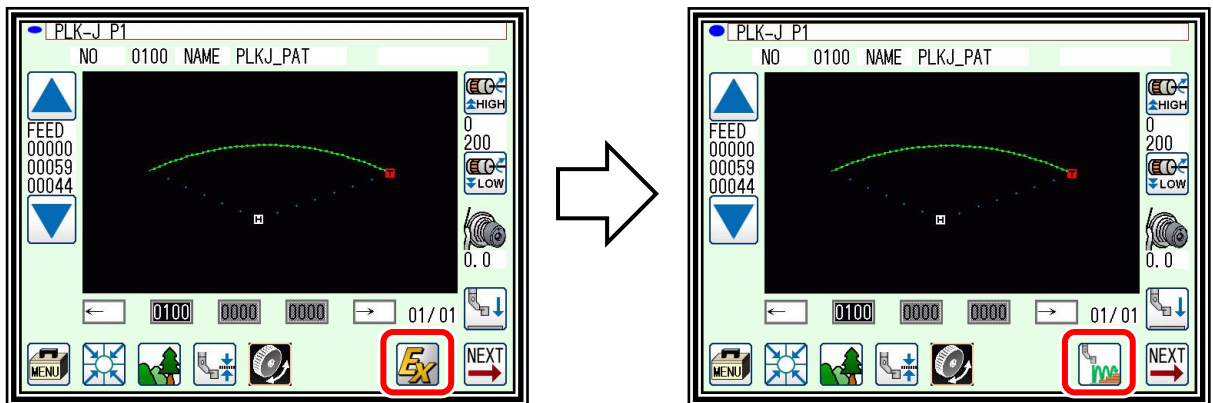 PLK-J P1
NO 0100 NAME PLKJ_PAT
HIGH
FEED
00000
00059
00044
0
200
LOW
T
H
0.0
← 0100 0000 0000 → 01/01
MENU
Ex
NEXT
PLK-J P1
NO 0100 NAME PLKJ_PAT
HIGH
FEED
00000
00059
00044
0
200
LOW
T
H
0.0
← 0100 0000 0000 → 01/01
MENU
NEXT